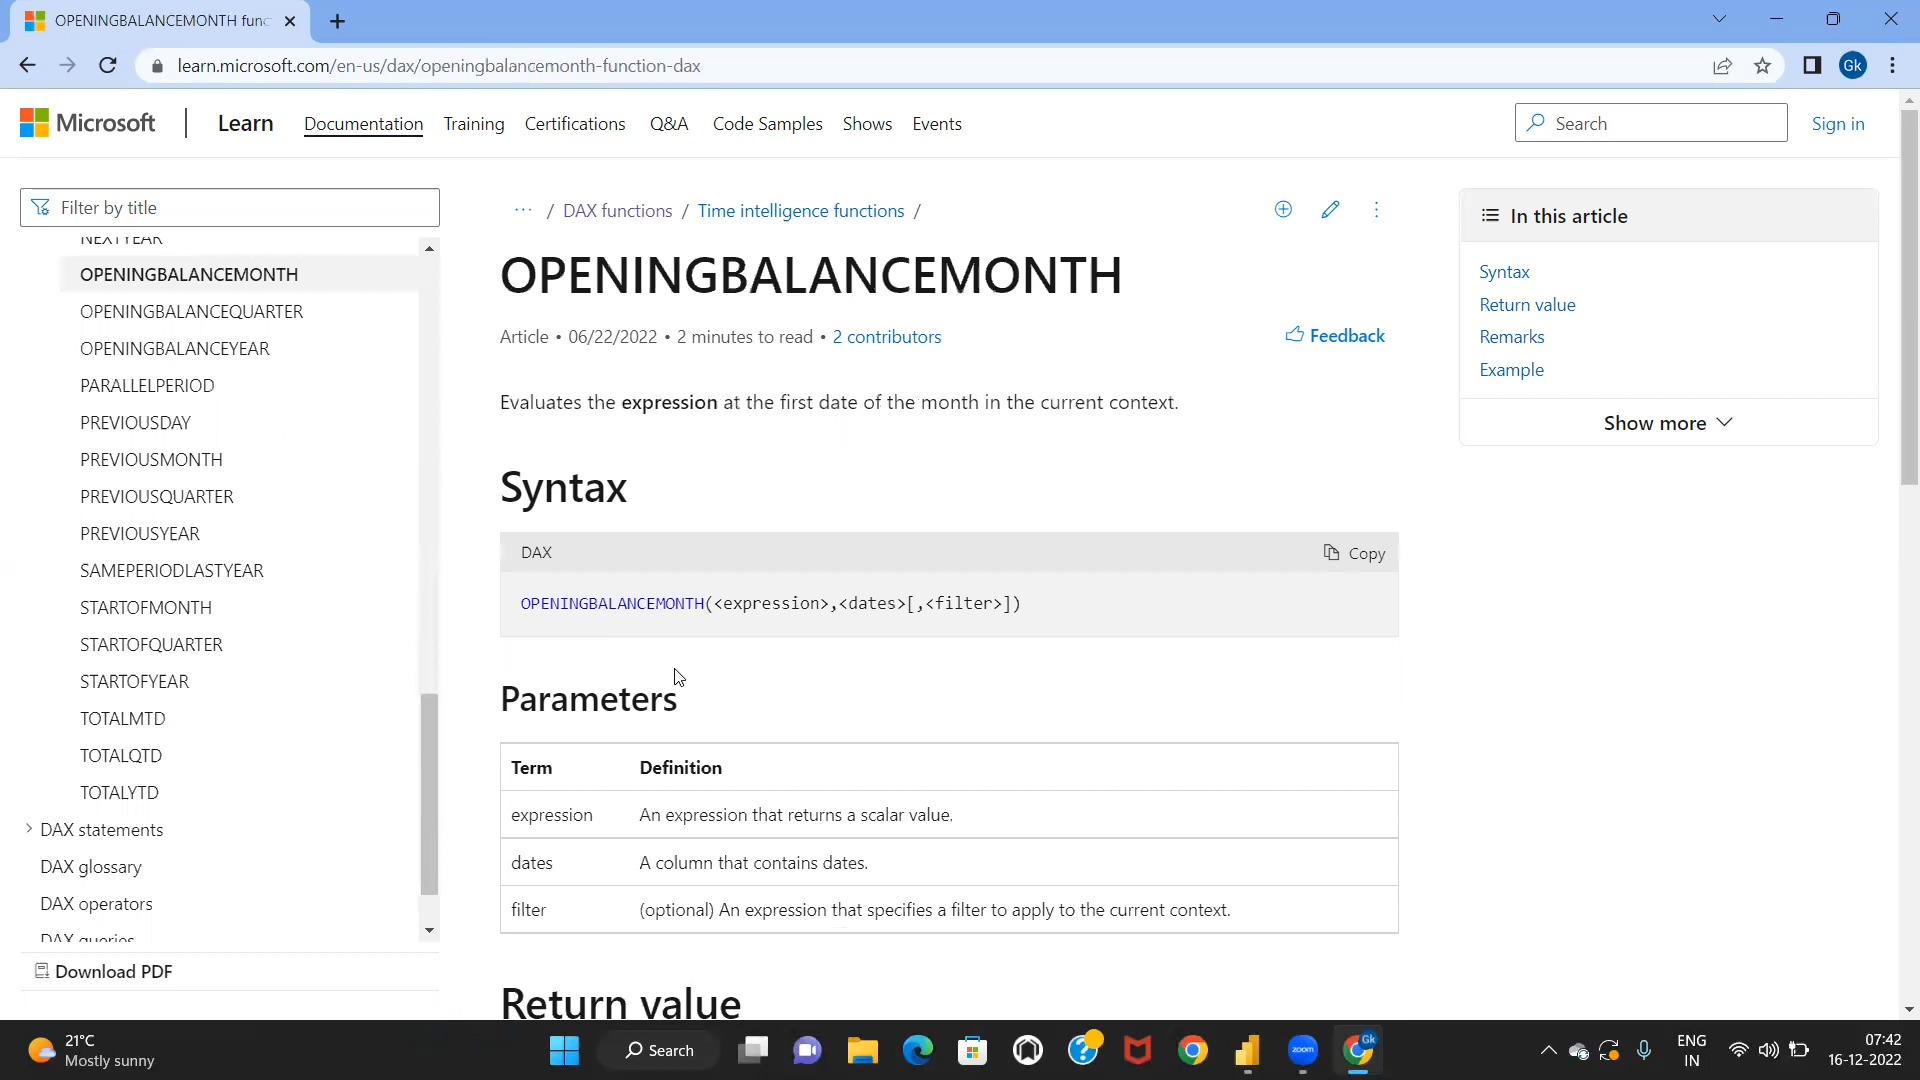 OPENINGBALANCEMONTH func
learn.microsoft.com/en-us/dax/openingbalancemonth-function-dax
Gk
Microsoft
Learn
Documentation
Training
Certifications
Q&A
Code Samples
Shows
Events
Search
Sign in
Filter by title
NEXTYEAR
OPENINGBALANCEMONTH
OPENINGBALANCEQUARTER
OPENINGBALANCEYEAR
PARALLELPERIOD
PREVIOUSDAY
PREVIOUSMONTH
PREVIOUSQUARTER
PREVIOUSYEAR
SAMEPERIODLASTYEAR
STARTOFMONTH
STARTOFQUARTER
STARTOFYEAR
TOTALMTD
TOTALQTD
TOTALYTD
DAX statements
DAX glossary
DAX operators
DAX queries
Download PDF
... / DAX functions / Time intelligence functions /
OPENINGBALANCEMONTH
Article • 06/22/2022 • 2 minutes to read • 2 contributors
Feedback
Evaluates the expression at the first date of the month in the current context.
Syntax
DAX
Copy
OPENINGBALANCEMONTH(<expression>,<dates>[,<filter>])
Parameters
Term Definition
expression An expression that returns a scalar value.
dates A column that contains dates.
filter (optional) An expression that specifies a filter to apply to the current context.
Return value
In this article
Syntax
Return value
Remarks
Example
Show more
21°C
Mostly sunny
Search
zoom
Gk
ENG
IN
07:42
16-12-2022